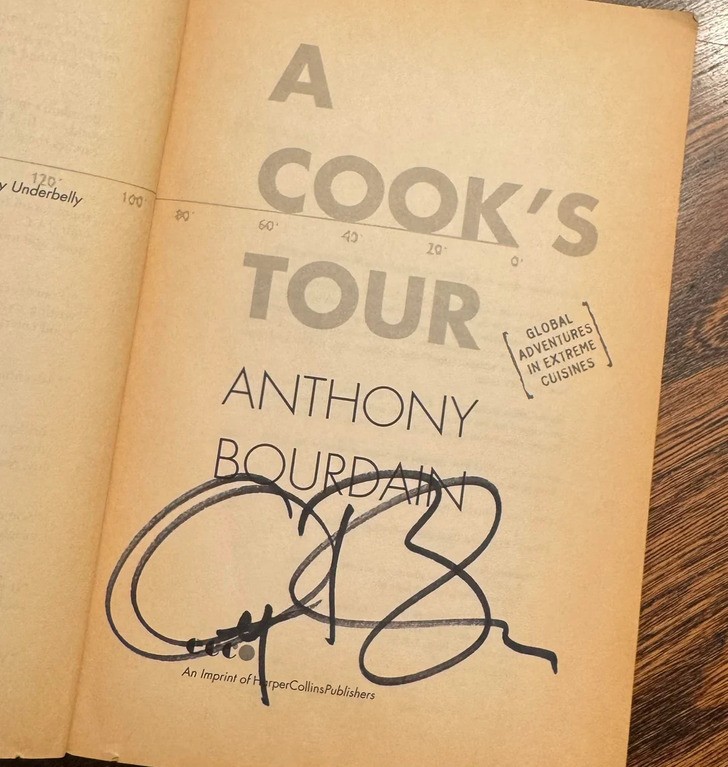 y Underbelly
120°
100°
80°
60°
40°
20°
0°
A
COOK'S
TOUR
GLOBAL
ADVENTURES
IN EXTREME
CUISINES
ANTHONY
BOURDAIN
ecco
An Imprint of HarperCollinsPublishers